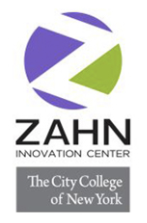 ZAHN
INNOVATION CENTER
The City College
of New York